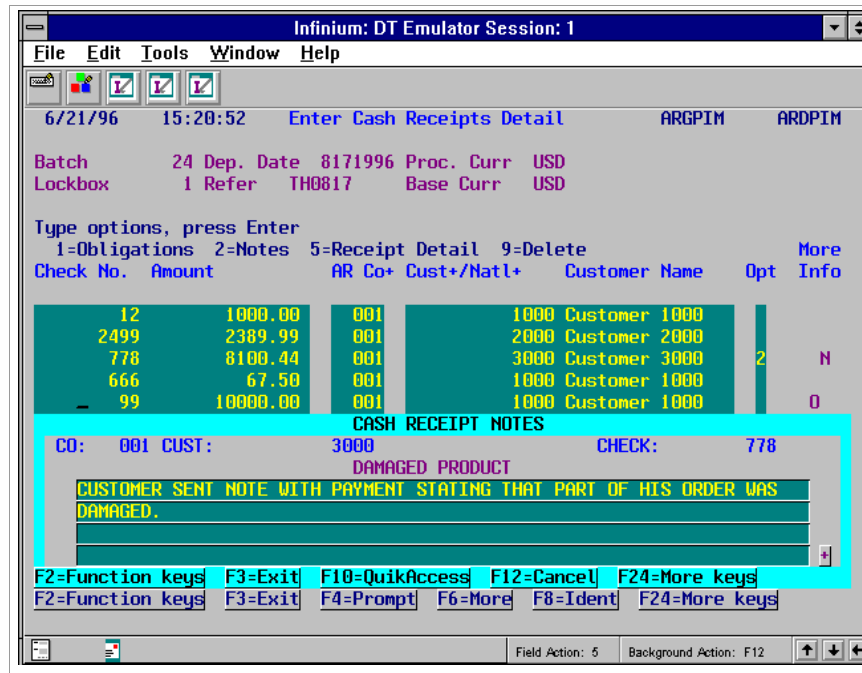 Infinium: DT Emulator Session: 1
File Edit Tools Window Help
6/21/96 15:20:52 Enter Cash Receipts Detail ARGPIM ARDPIM
Batch 24 Dep. Date 8171996 Proc. Curr USD
Lockbox 1 Refer TH0817 Base Curr USD
Type options, press Enter
1=Obligations 2=Notes 5=Receipt Detail 9=Delete More
Check No. Amount AR Co+ Cust+/Natl+ Customer Name Opt Info
12 1000.00 001 1000 Customer 1000
2499 2389.99 001 2000 Customer 2000
778 8100.44 001 3000 Customer 3000 2 N
666 67.50 001 1000 Customer 1000
99 10000.00 001 1000 Customer 1000 O
CASH RECEIPT NOTES
CO: 001 CUST: 3000 CHECK: 778
DAMAGED PRODUCT
CUSTOMER SENT NOTE WITH PAYMENT STATING THAT PART OF HIS ORDER WAS
DAMAGED.
+
F2=Function keys F3=Exit F10=QuikAccess F12=Cancel F24=More keys
F2=Function keys F3=Exit F4=Prompt F6=More F8=Ident F24=More keys
Field Action: 5 Background Action: F12